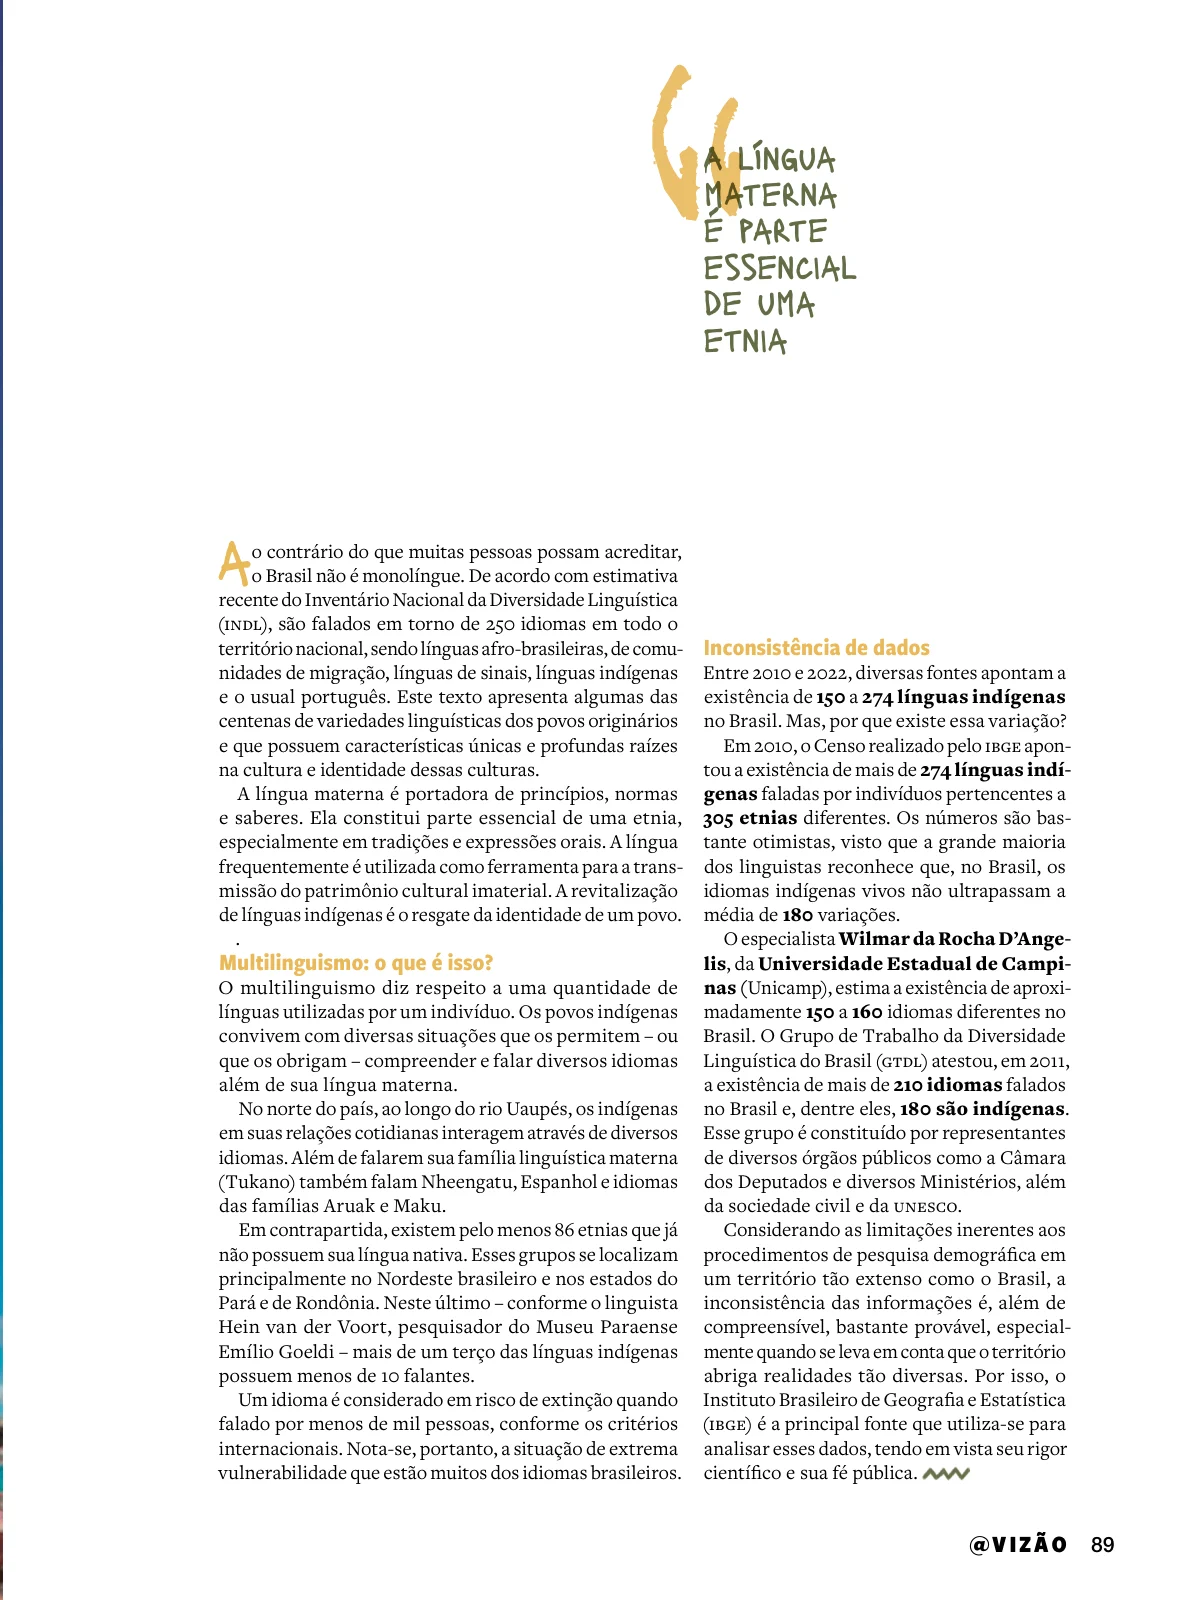 A LÍNGUA
MATERNA
É PARTE
ESSENCIAL
DE UMA
ETNIA
Ao contrário do que muitas pessoas possam acreditar,
o Brasil não é monolíngue. De acordo com estimativa
recente do Inventário Nacional da Diversidade Linguística
(INDL), são falados em torno de 250 idiomas em todo o
território nacional, sendo línguas afro-brasileiras, de comu-
nidades de migração, línguas de sinais, línguas indígenas
e o usual português. Este texto apresenta algumas das
centenas de variedades linguísticas dos povos originários
e que possuem características únicas e profundas raízes
na cultura e identidade dessas culturas.
A língua materna é portadora de princípios, normas
e saberes. Ela constitui parte essencial de uma etnia,
especialmente em tradições e expressões orais. A língua
frequentemente é utilizada como ferramenta para a trans-
missão do patrimônio cultural imaterial. A revitalização
de línguas indígenas é o resgate da identidade de um povo.
.
Multilinguismo: o que é isso?
O multilinguismo diz respeito a uma quantidade de
línguas utilizadas por um indivíduo. Os povos indígenas
convivem com diversas situações que os permitem – ou
que os obrigam – compreender e falar diversos idiomas
além de sua língua materna.
No norte do país, ao longo do rio Uaupés, os indígenas
em suas relações cotidianas interagem através de diversos
idiomas. Além de falarem sua família linguística materna
(Tukano) também falam Nheengatu, Espanhol e idiomas
das famílias Aruak e Maku.
Em contrapartida, existem pelo menos 86 etnias que já
não possuem sua língua nativa. Esses grupos se localizam
principalmente no Nordeste brasileiro e nos estados do
Pará e de Rondônia. Neste último – conforme o linguista
Hein van der Voort, pesquisador do Museu Paraense
Emílio Goeldi – mais de um terço das línguas indígenas
possuem menos de 10 falantes.
Um idioma é considerado em risco de extinção quando
falado por menos de mil pessoas, conforme os critérios
internacionais. Nota-se, portanto, a situação de extrema
vulnerabilidade que estão muitos dos idiomas brasileiros.
Inconsistência de dados
Entre 2010 e 2022, diversas fontes apontam a
existência de 150 a 274 línguas indígenas
no Brasil. Mas, por que existe essa variação?
Em 2010, o Censo realizado pelo IBGE apon-
tou a existência de mais de 274 línguas indí-
genas faladas por indivíduos pertencentes a
305 etnias diferentes. Os números são bas-
tante otimistas, visto que a grande maioria
dos linguistas reconhece que, no Brasil, os
idiomas indígenas vivos não ultrapassam a
média de 180 variações.
O especialista Wilmar da Rocha D’Ange-
lis, da Universidade Estadual de Campi-
nas (Unicamp), estima a existência de aproxi-
madamente 150 a 160 idiomas diferentes no
Brasil. O Grupo de Trabalho da Diversidade
Linguística do Brasil (GTDL) atestou, em 2011,
a existência de mais de 210 idiomas falados
no Brasil e, dentre eles, 180 são indígenas.
Esse grupo é constituído por representantes
de diversos órgãos públicos como a Câmara
dos Deputados e diversos Ministérios, além
da sociedade civil e da UNESCO.
Considerando as limitações inerentes aos
procedimentos de pesquisa demográfica em
um território tão extenso como o Brasil, a
inconsistência das informações é, além de
compreensível, bastante provável, especial-
mente quando se leva em conta que o território
abriga realidades tão diversas. Por isso, o
Instituto Brasileiro de Geografia e Estatística
(IBGE) é a principal fonte que utiliza-se para
analisar esses dados, tendo em vista seu rigor
científico e sua fé pública.
@VIZÃO 89